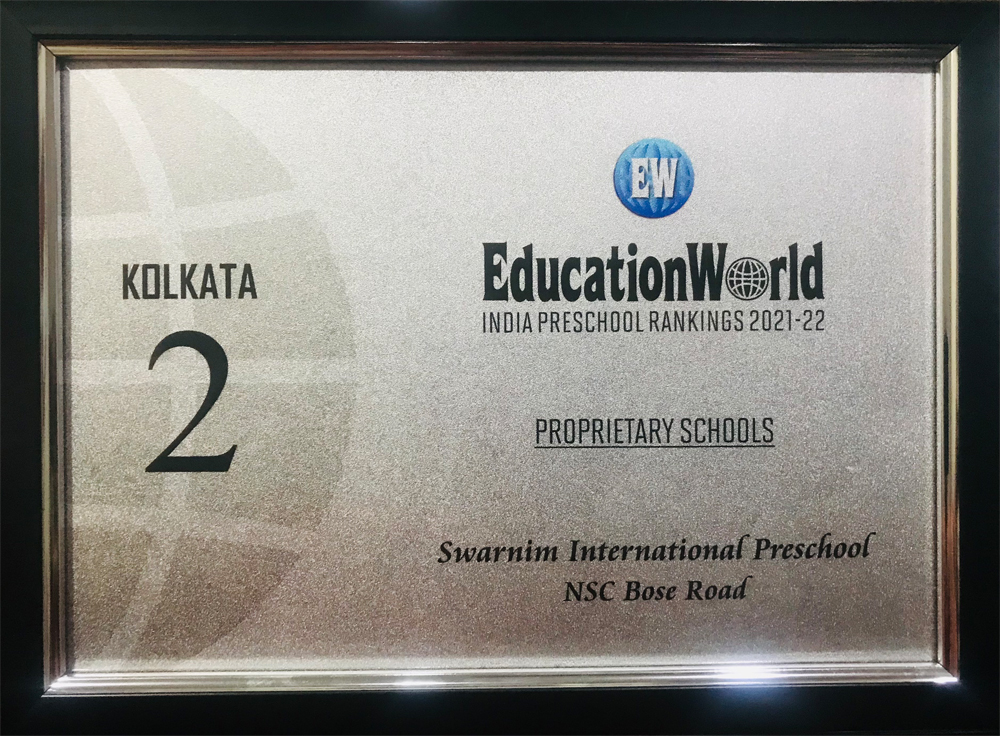 KOLKATA
2
EW
EducationWorld
INDIA PRESCHOOL RANKINGS 2021-22
PROPRIETARY SCHOOLS
Swarnim International Preschool
NSC Bose Road